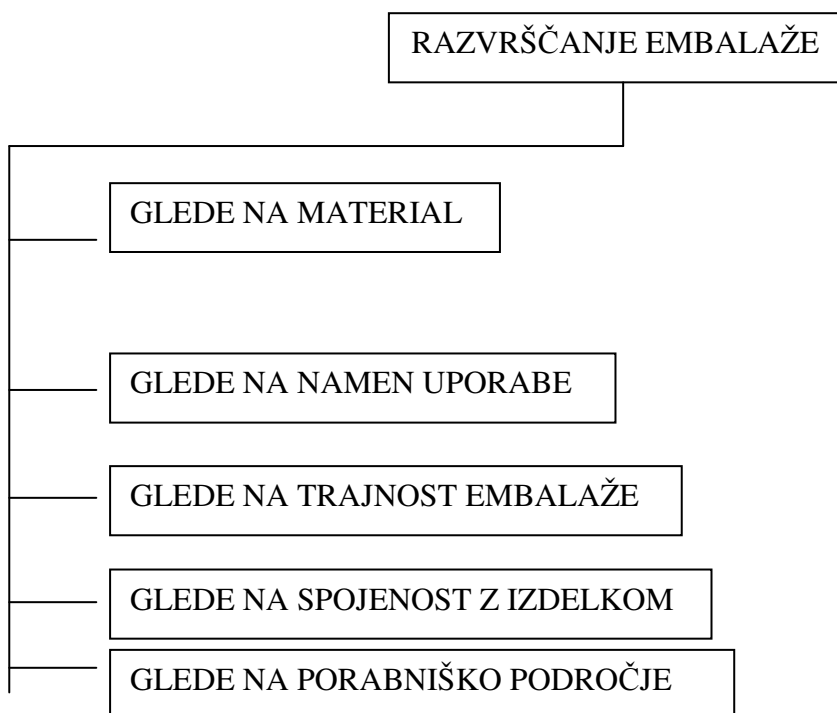 RAZVRŠČANJE EMBALAŽE
GLEDE NA MATERIAL
GLEDE NA NAMEN UPORABE
GLEDE NA TRAJNOST EMBALAŽE
GLEDE NA SPOJENOST Z IZDELKOM
GLEDE NA PORABNIŠKO PODROČJE